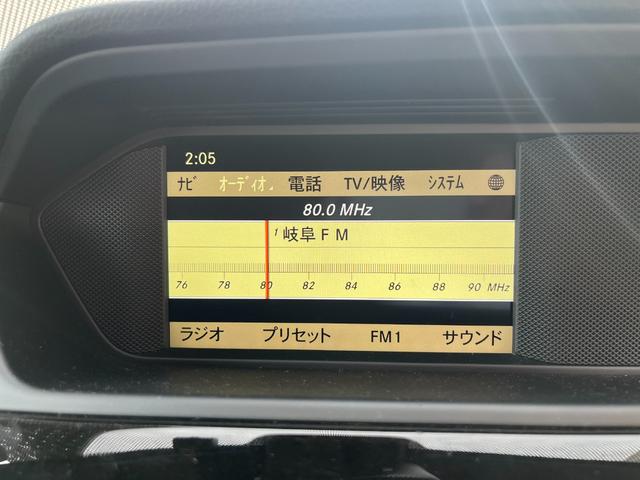 2:05
ナビ オーディオ 電話 TV/映像 システム
80.0 MHz
1 岐阜ＦＭ
76 78 80 82 84 86 88 90 MHz
ラジオ プリセット FM1 サウンド